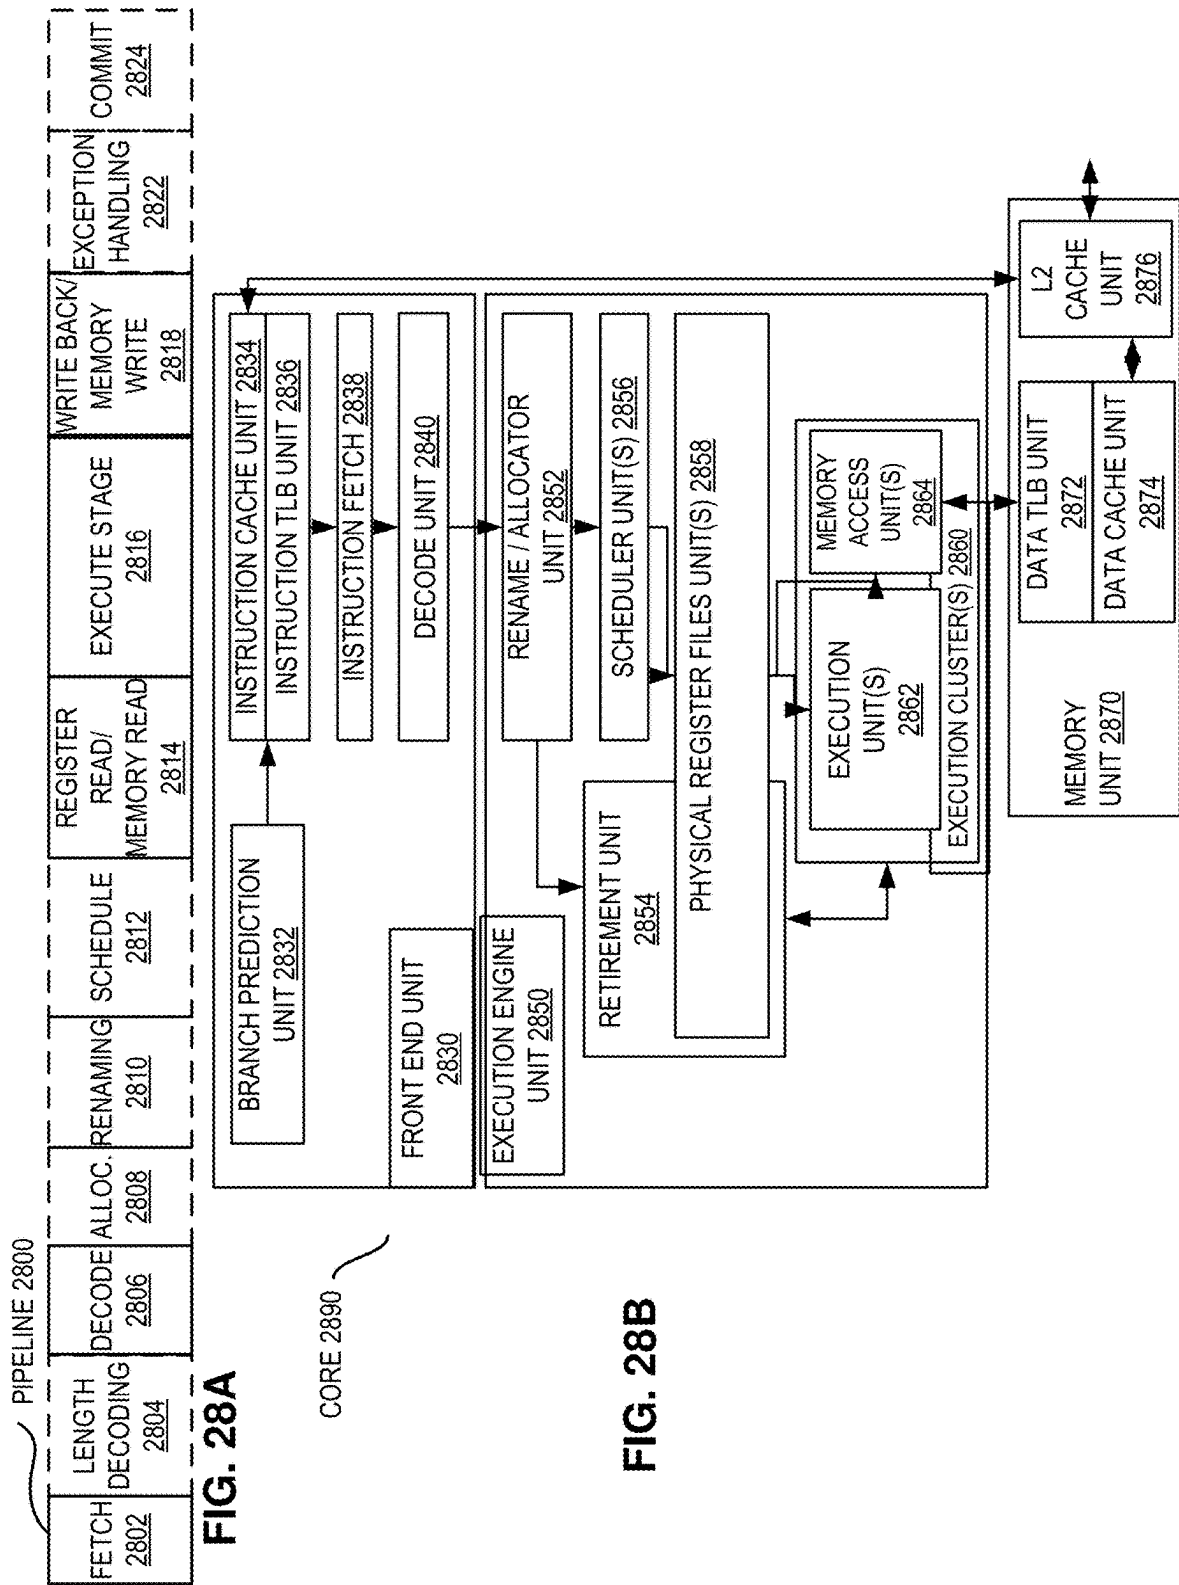 PIPELINE 2800
FETCH
2802
LENGTH
DECODING
2804
DECODE
2806
ALLOC.
2808
RENAMING
2810
SCHEDULE
2812
REGISTER
READ/
MEMORY READ
2814
EXECUTE STAGE
2816
WRITE BACK/
MEMORY
WRITE
2818
EXCEPTION
HANDLING
2822
COMMIT
2824
FIG. 28A
CORE 2890
BRANCH PREDICTION
UNIT 2832
INSTRUCTION CACHE UNIT 2834
INSTRUCTION TLB UNIT 2836
INSTRUCTION FETCH 2838
DECODE UNIT 2840
FRONT END UNIT
2830
EXECUTION ENGINE
UNIT 2850
RENAME / ALLOCATOR
UNIT 2852
SCHEDULER UNIT(S) 2856
RETIREMENT UNIT
2854
PHYSICAL REGISTER FILES UNIT(S) 2858
EXECUTION
UNIT(S)
2862
MEMORY
ACCESS
UNIT(S)
2864
EXECUTION CLUSTER(S) 2860
MEMORY
UNIT 2870
DATA TLB UNIT
2872
DATA CACHE UNIT
2874
L2
CACHE
UNIT
2876
FIG. 28B